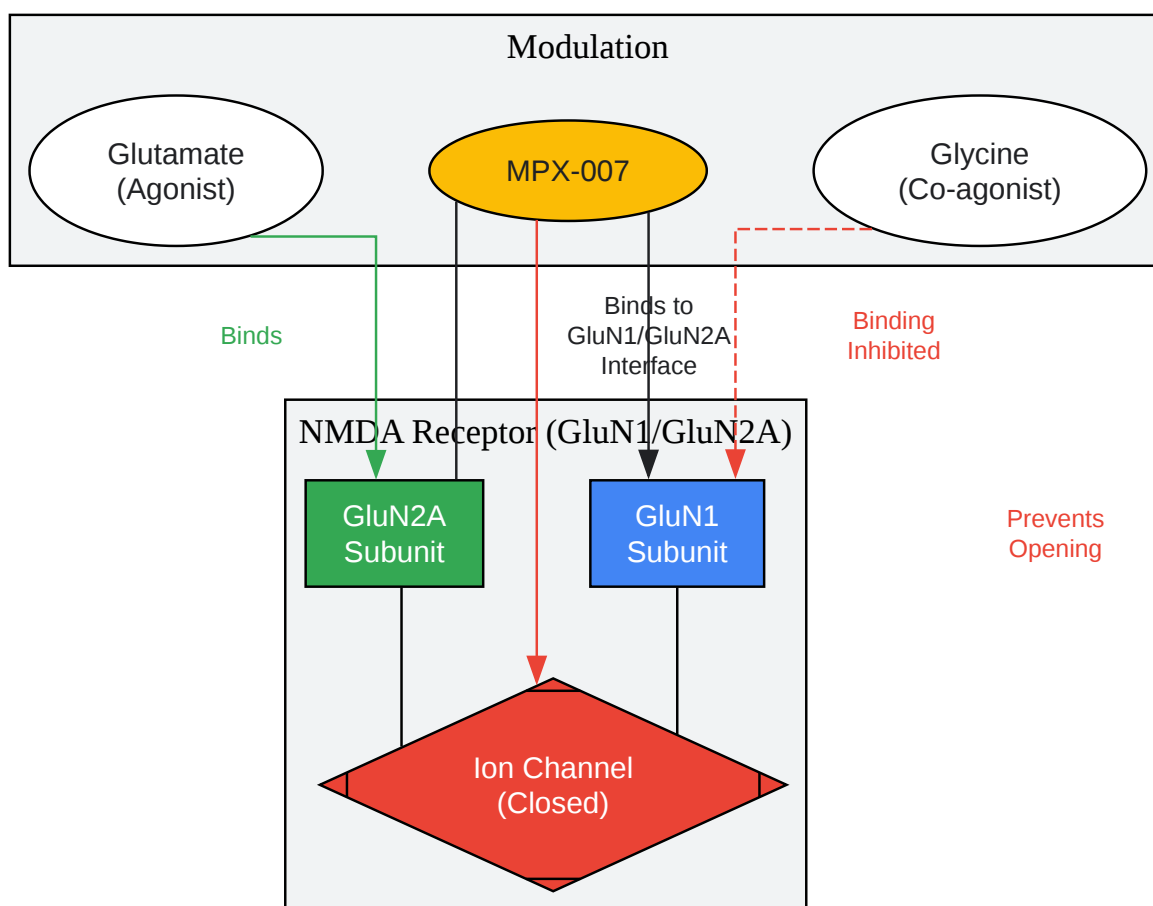 Modulation
Glutamate
(Agonist)
MPX-007
Glycine
(Co-agonist)
Binds
Binds to
GluN1/GluN2A
Interface
Binding
Inhibited
NMDA Receptor (GluN1/GluN2A)
GluN2A
Subunit
GluN1
Subunit
Prevents
Opening
Ion Channel
(Closed)